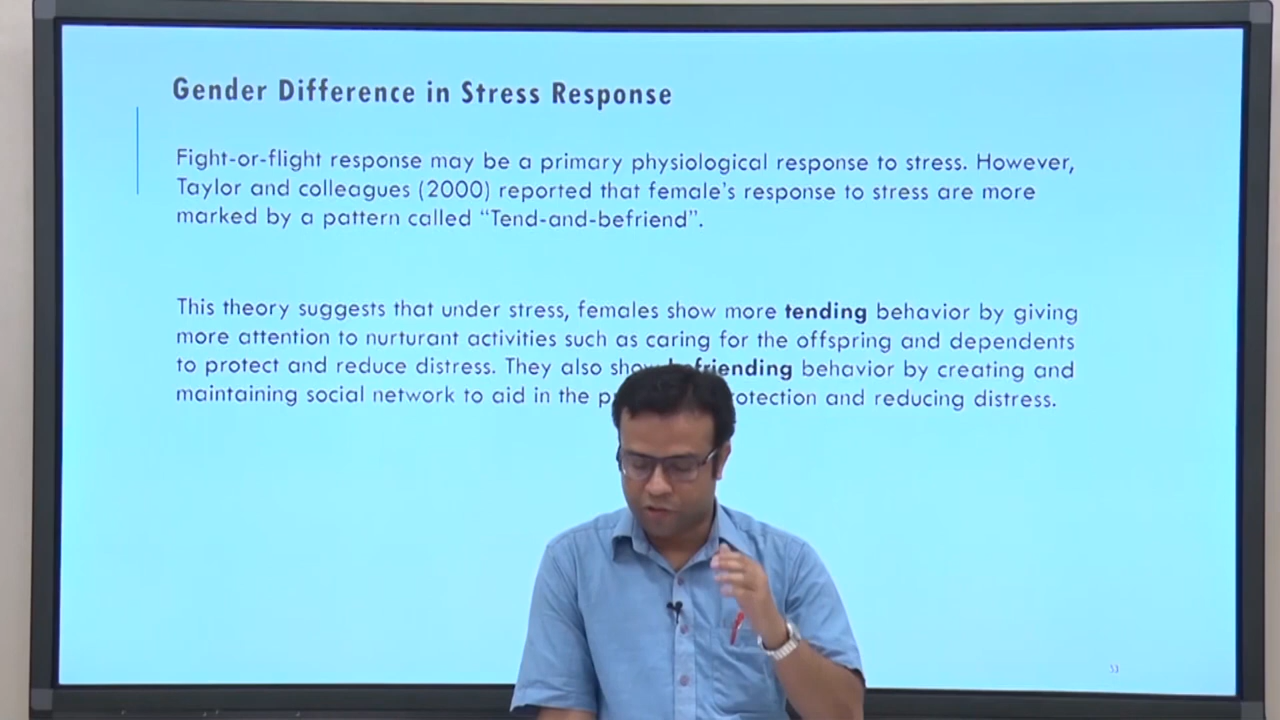 Gender Difference in Stress Response
Fight-or-flight response may be a primary physiological response to stress. However,
Taylor and colleagues (2000) reported that female's response to stress are more
marked by a pattern called “Tend-and-befriend”.
This theory suggests that under stress, females show more tending behavior by giving
more attention to nurturant activities such as caring for the offspring and dependents
to protect and reduce distress. They also friending behavior by creating and
maintaining social network to aid in the and reducing distress.
53